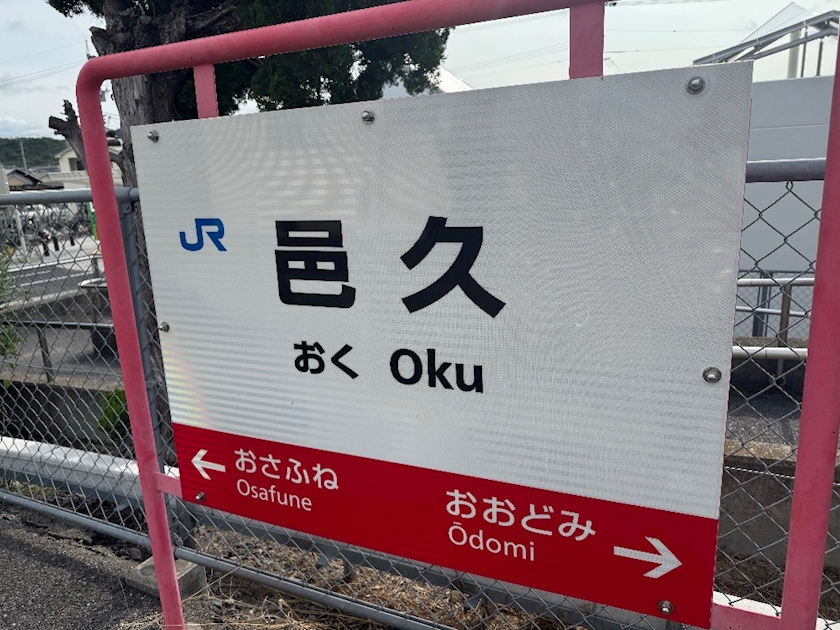 JR 邑久
おく Oku
← おさふね
Osafune
おおどみ →
Ōdomi